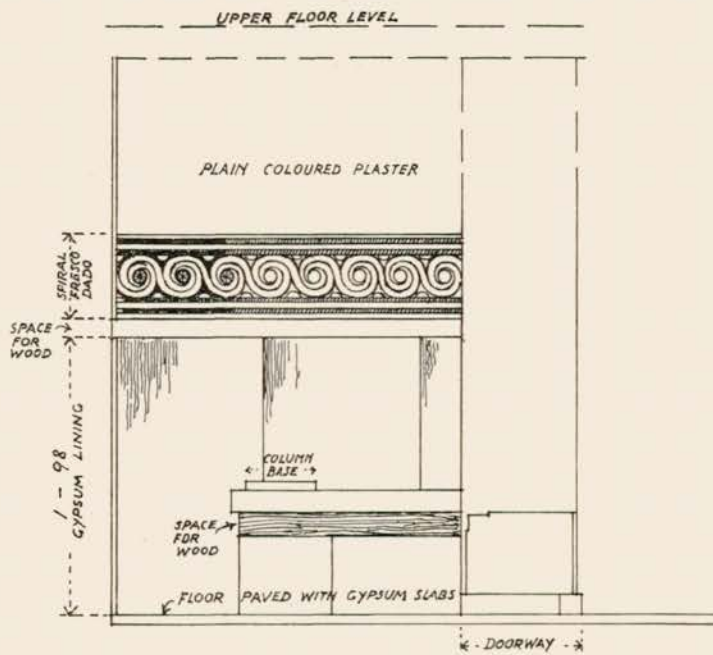 UPPER FLOOR LEVEL
PLAIN COLOURED PLASTER
SPIRAL
FRESCO
DADO
SPACE
FOR
WOOD
1 - 98
GYPSUM LINING
COLUMN
BASE
SPACE
FOR
WOOD
FLOOR PAVED WITH GYPSUM SLABS
DOORWAY